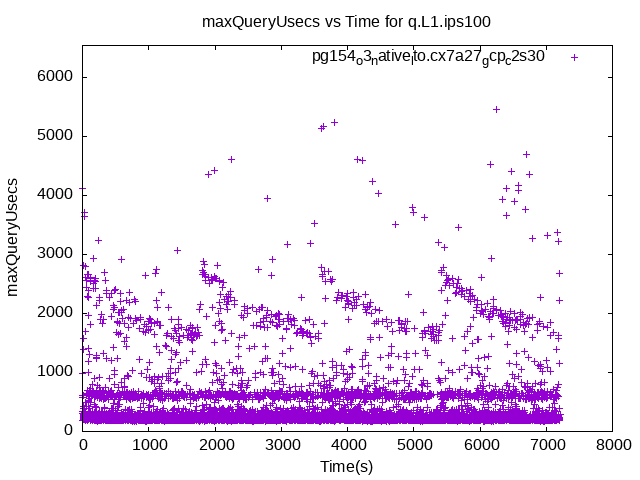 maxQueryUsecs vs Time for q.L1.ips100
pg154o3nativelto.cx7a27gcpc2s30
maxQueryUsecs
6000
5000
4000
3000
2000
1000
0
0 1000 2000 3000 4000 5000 6000 7000 8000
Time(s)